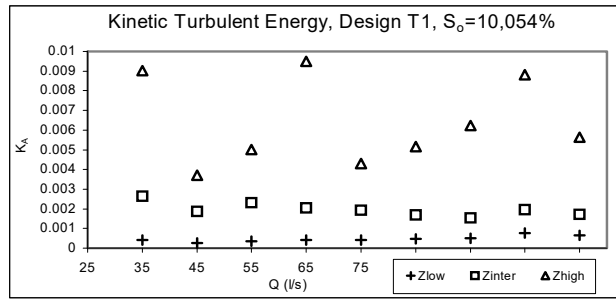 Kinetic Turbulent Energy, Design T1, Sₒ=10,054%
0.01
0.009
0.008
0.007
0.006
0.005
0.004
0.003
0.002
0.001
0
K_A
25 35 45 55 65 75
Q (l/s)
Zlow Zinter Zhigh